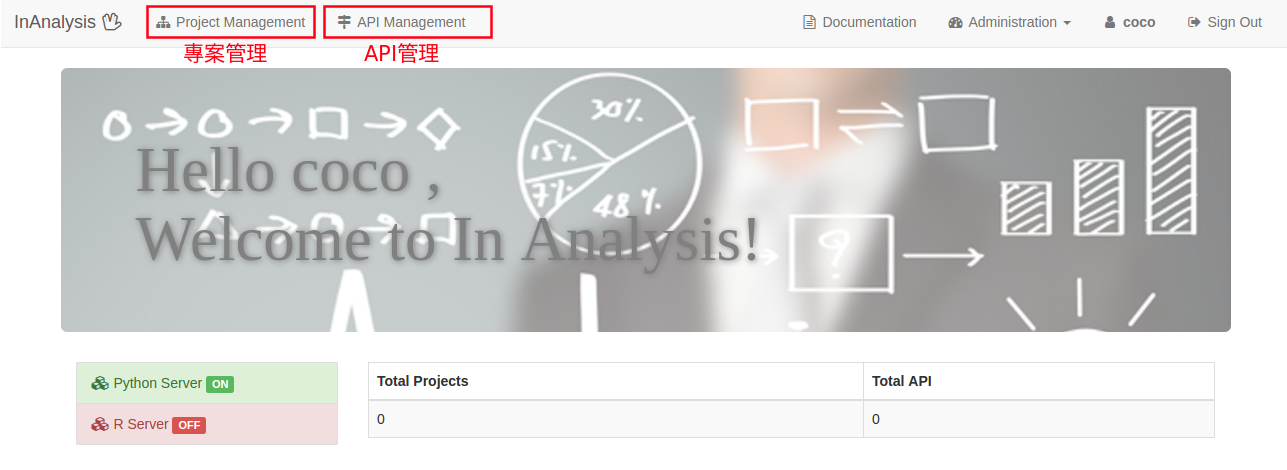 InAnalysis Project Management API Management Documentation Administration coco Sign Out
專案管理 API管理
30%
15%
7%
48%
Hello coco ,
Welcome to In Analysis!
?
Python Server ON
R Server OFF
Total Projects Total API
0 0